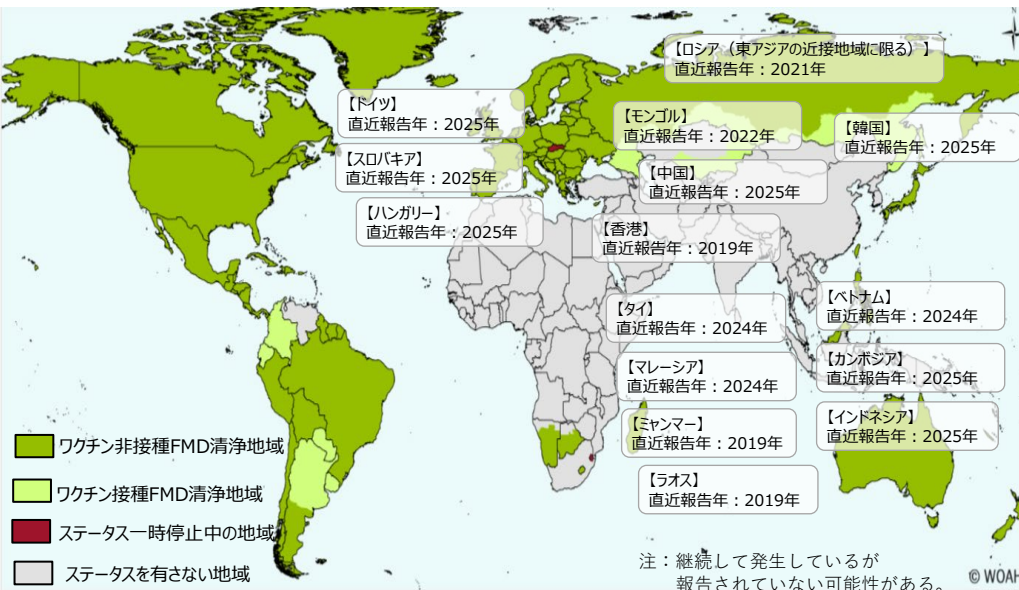 【ロシア（東アジアの近接地域に限る）】
直近報告年：2021年
【ドイツ】
直近報告年：2025年
【モンゴル】
直近報告年：2022年
【韓国】
直近報告年：2025年
【スロバキア】
直近報告年：2025年
【中国】
直近報告年：2025年
【ハンガリー】
直近報告年：2025年
【香港】
直近報告年：2019年
【タイ】
直近報告年：2024年
【ベトナム】
直近報告年：2024年
【マレーシア】
直近報告年：2024年
【カンボジア】
直近報告年：2025年
【ミャンマー】
直近報告年：2019年
【インドネシア】
直近報告年：2025年
【ラオス】
直近報告年：2019年
ワクチン非接種FMD清浄地域
ワクチン接種FMD清浄地域
ステータス一時停止中の地域
ステータスを有さない地域
注：継続して発生しているが
報告されていない可能性がある。
© WOAH